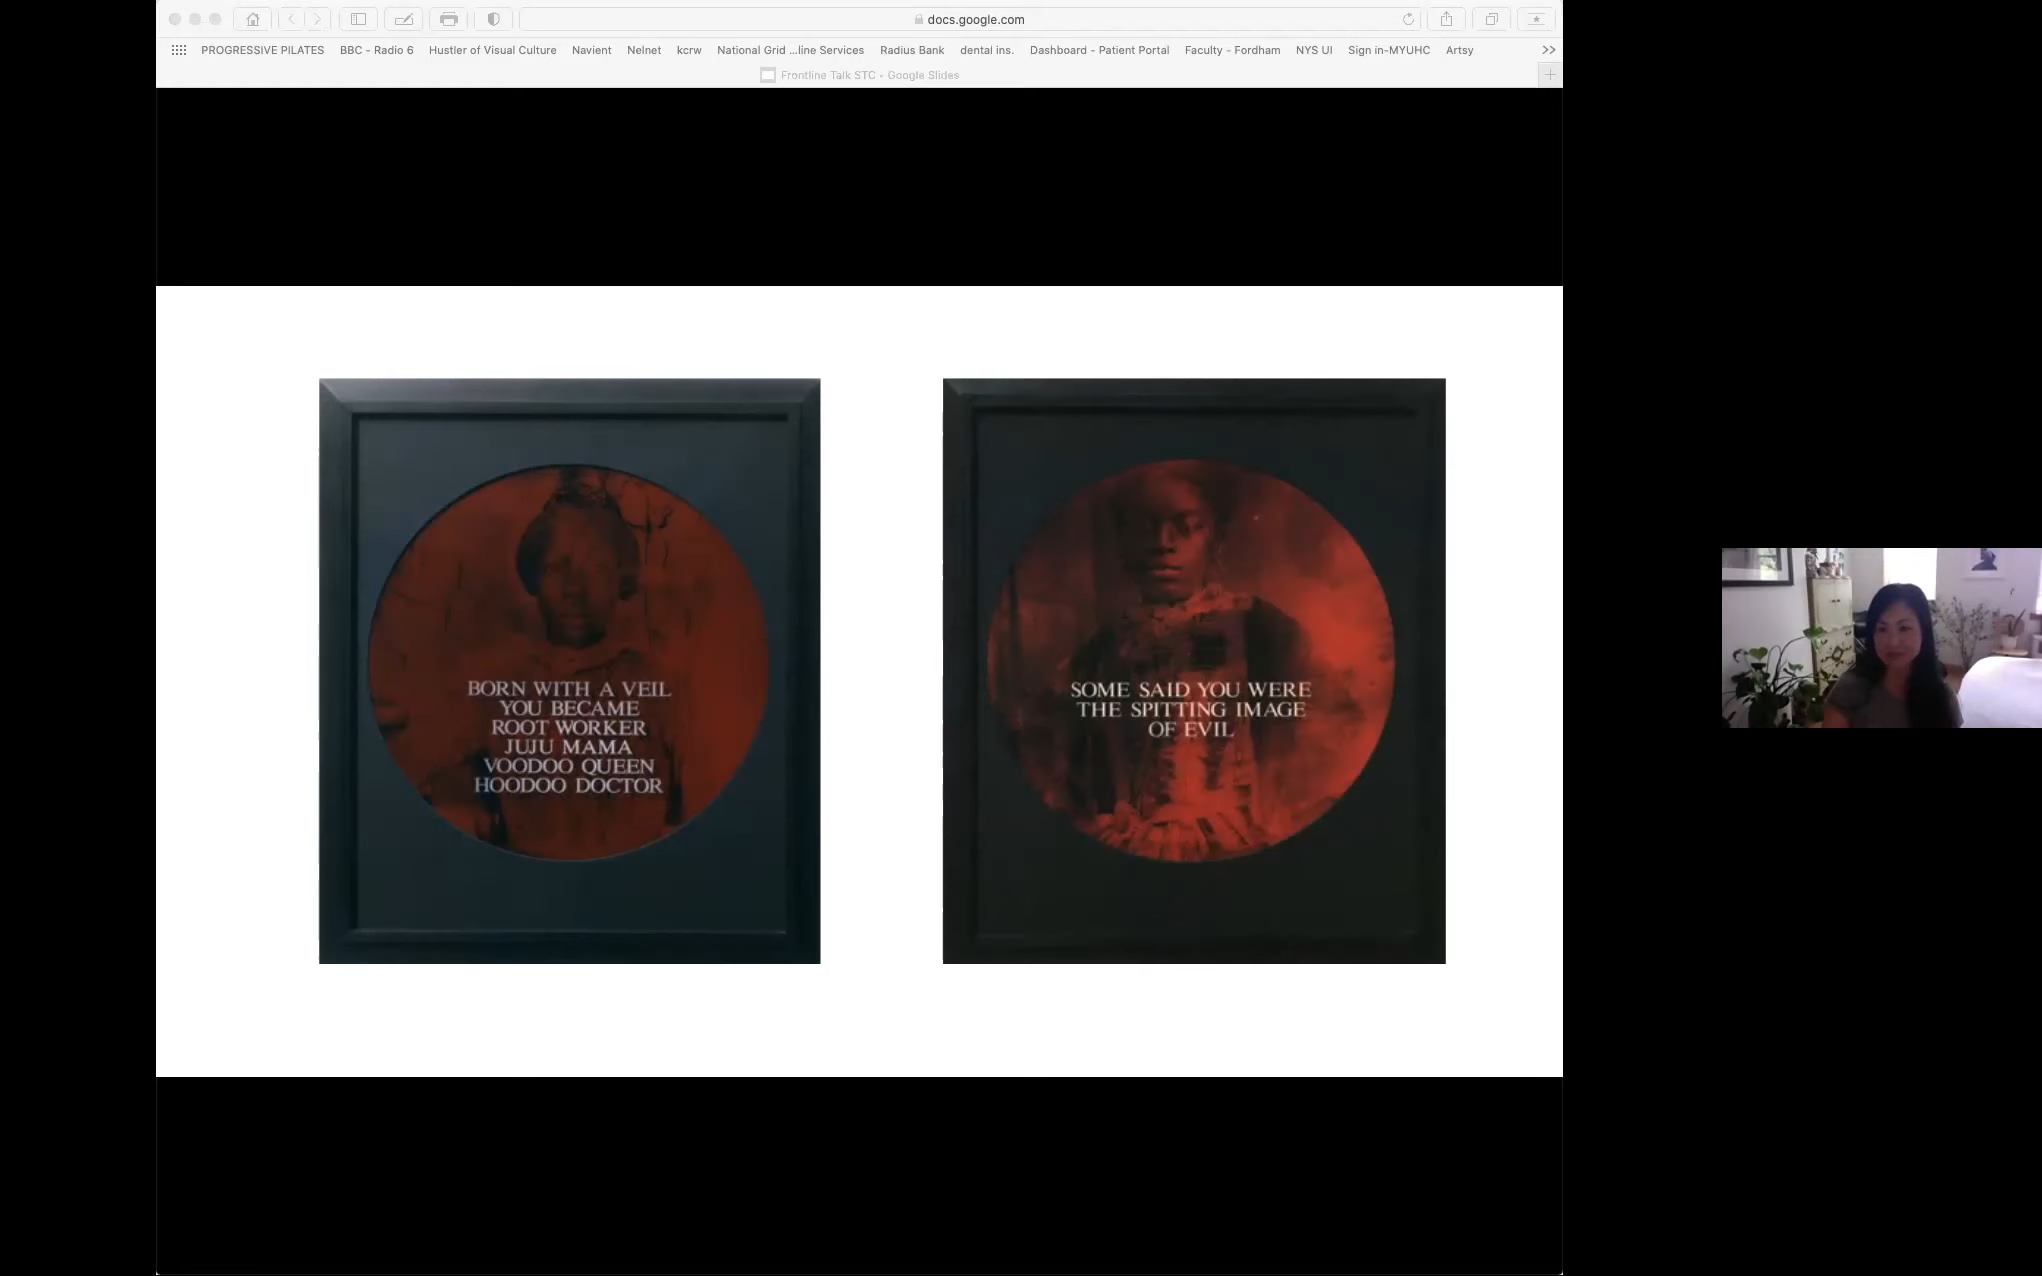 docs.google.com
PROGRESSIVE PILATES BBC - Radio 6 Hustler of Visual Culture Navient Nelnet kcrw National Grid ...line Services Radius Bank dental ins. Dashboard - Patient Portal Faculty - Fordham NYS UI Sign in-MYUHC Artsy >>
Frontline Talk STC - Google Slides
BORN WITH A VEIL
YOU BECAME
ROOT WORKER
JUJU MAMA
VOODOO QUEEN
HOODOO DOCTOR
SOME SAID YOU WERE
THE SPITTING IMAGE
OF EVIL